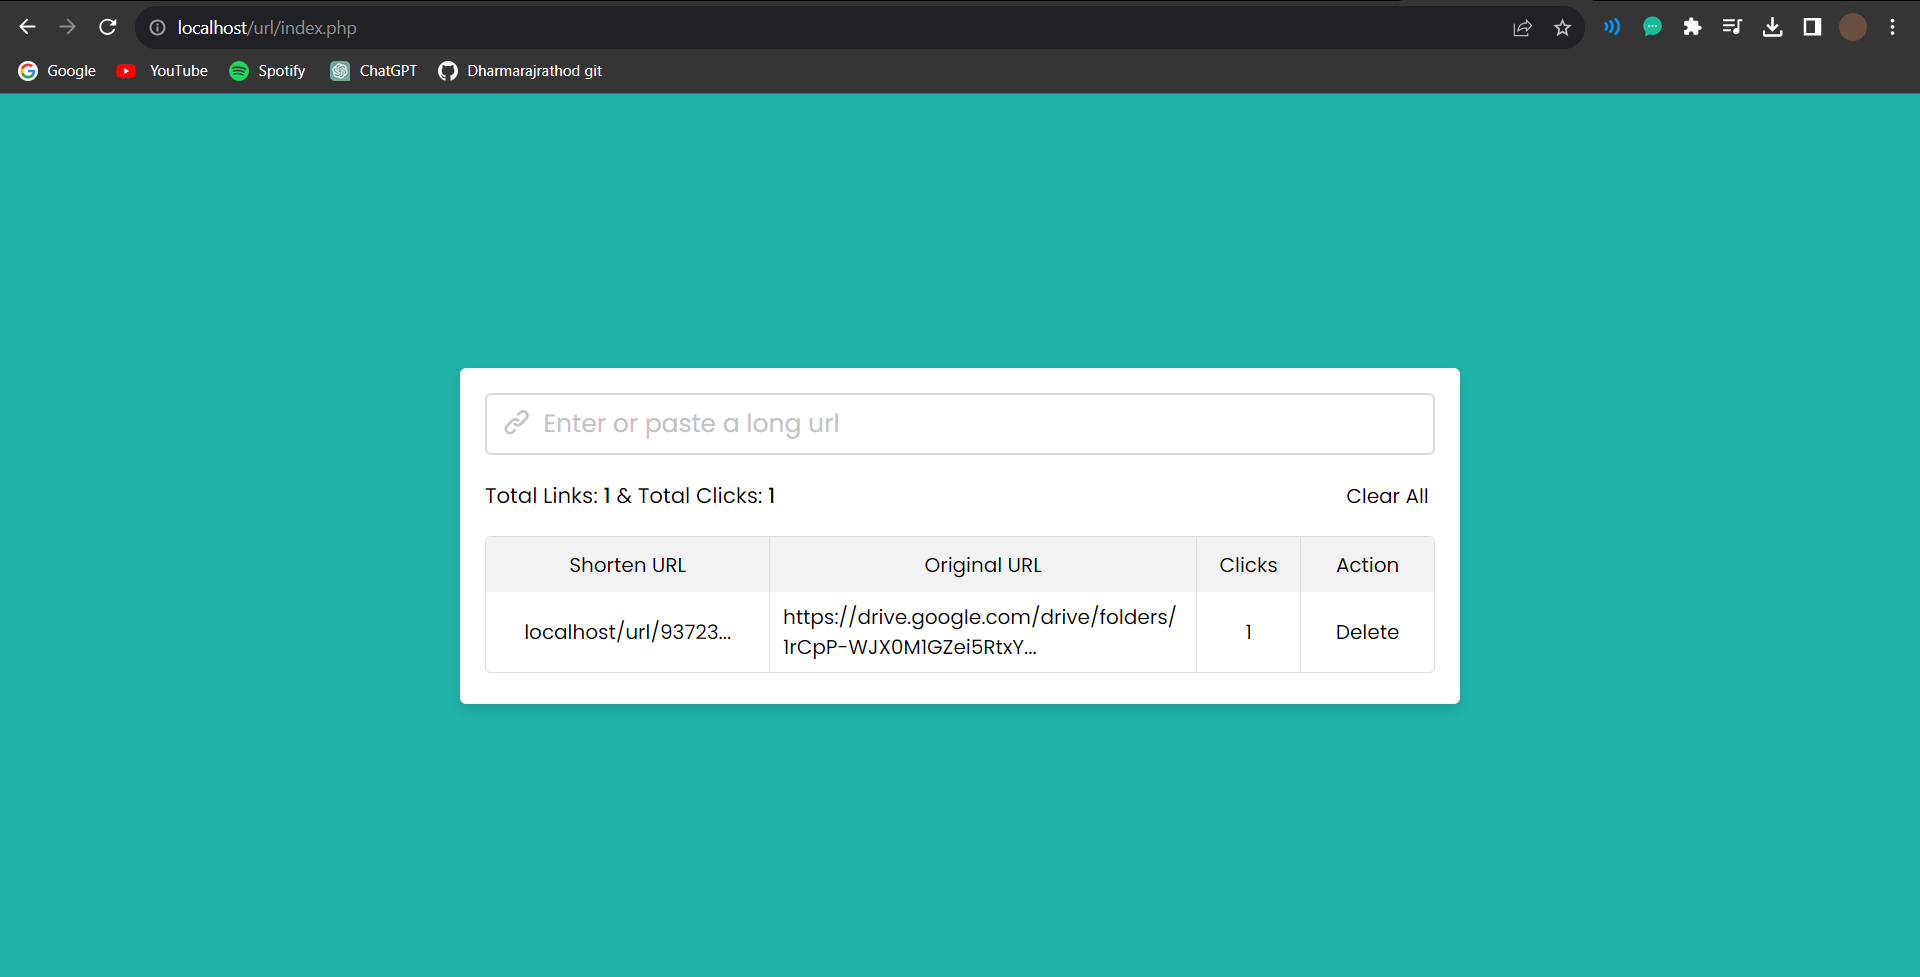 localhost/url/index.php
Google YouTube Spotify ChatGPT Dharmarajrathod git
Enter or paste a long url
Total Links: 1 & Total Clicks: 1 Clear All
Shorten URL Original URL Clicks Action
localhost/url/93723... https://drive.google.com/drive/folders/ 1 Delete
1rCpP-WJX0M1GZei5RtxY...